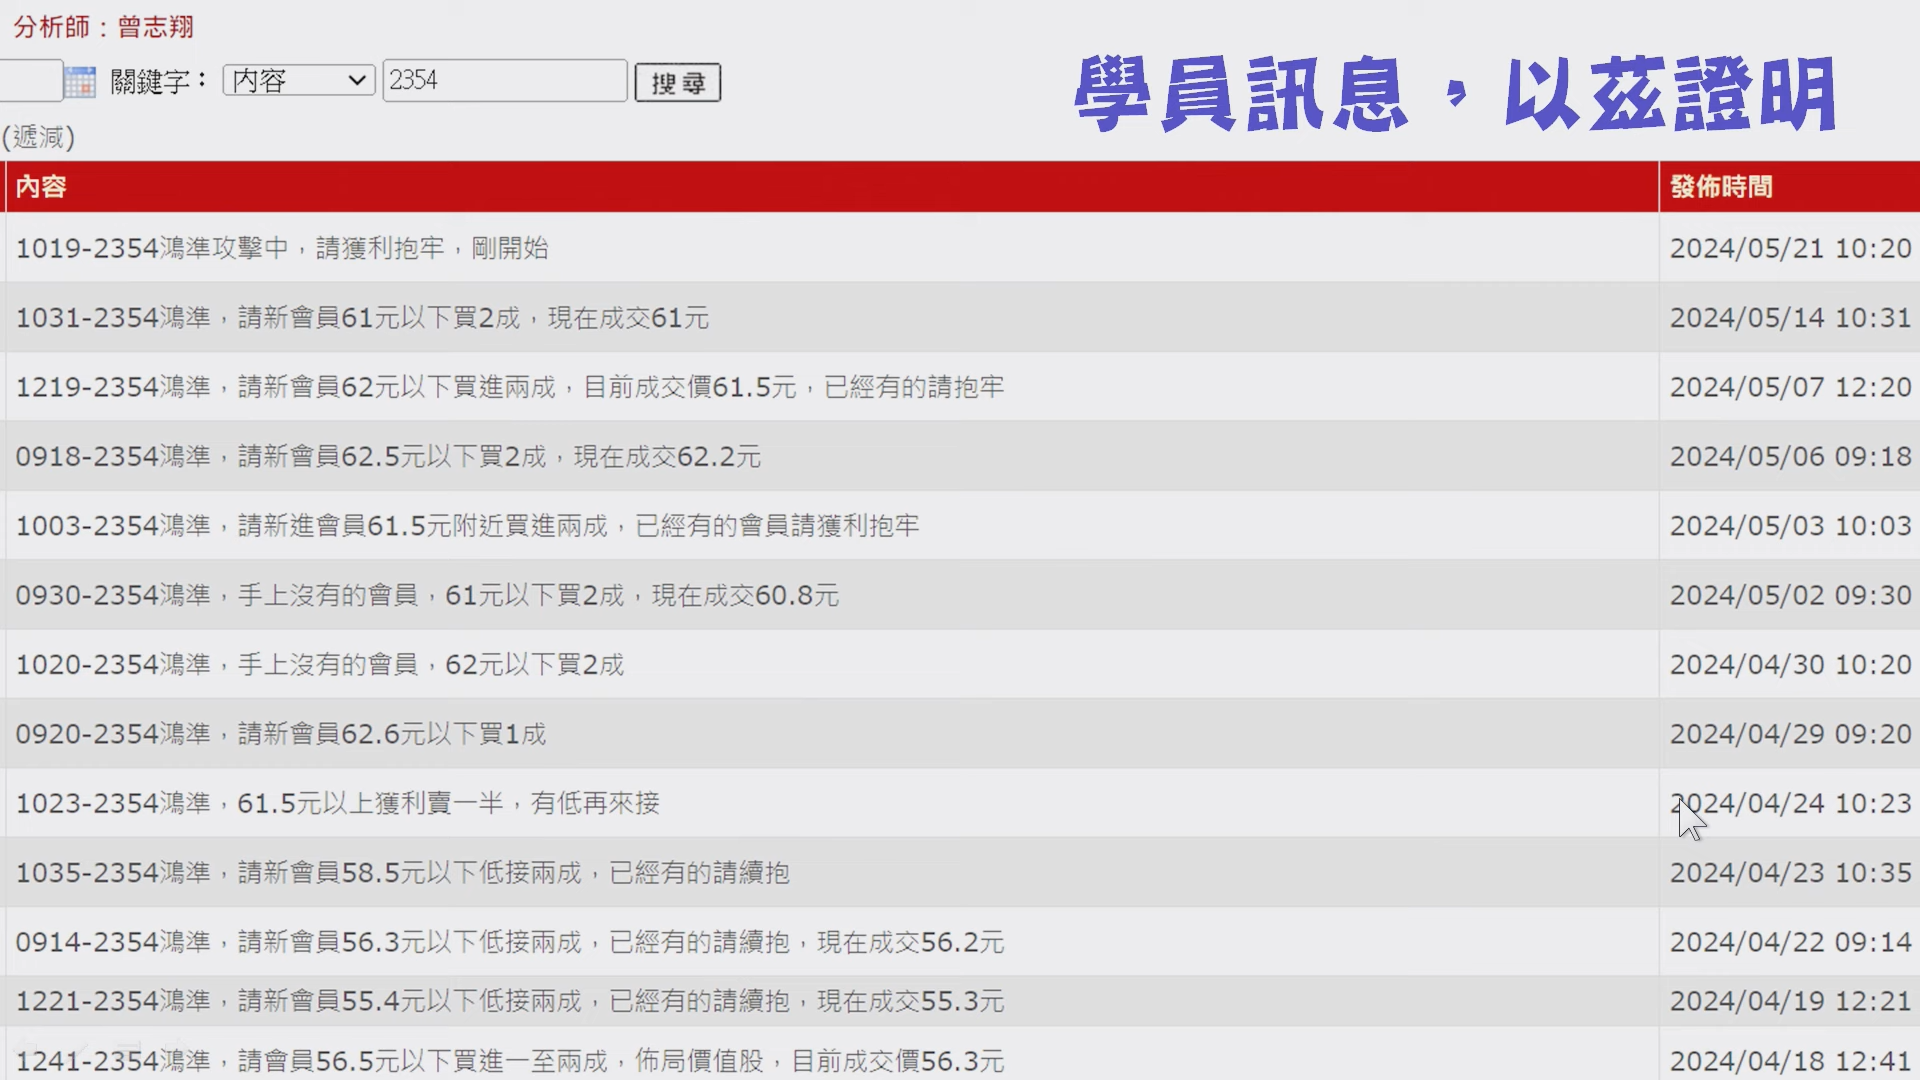 分析師：曾志翔
學員訊息，以茲證明
關鍵字： 內容 2354 搜尋
(遞減)
內容 發佈時間
1019-2354鴻準攻擊中，請獲利抱牢，剛開始 2024/05/21 10:20
1031-2354鴻準，請新會員61元以下買2成，現在成交61元 2024/05/14 10:31
1219-2354鴻準，請新會員62元以下買進兩成，目前成交價61.5元，已經有的請抱牢 2024/05/07 12:20
0918-2354鴻準，請新會員62.5元以下買2成，現在成交62.2元 2024/05/06 09:18
1003-2354鴻準，請新進會員61.5元附近買進兩成，已經有的會員請獲利抱牢 2024/05/03 10:03
0930-2354鴻準，手上沒有的會員，61元以下買2成，現在成交60.8元 2024/05/02 09:30
1020-2354鴻準，手上沒有的會員，62元以下買2成 2024/04/30 10:20
0920-2354鴻準，請新會員62.6元以下買1成 2024/04/29 09:20
1023-2354鴻準，61.5元以上獲利賣一半，有低再來接 2024/04/24 10:23
1035-2354鴻準，請新會員58.5元以下低接兩成，已經有的請續抱 2024/04/23 10:35
0914-2354鴻準，請新會員56.3元以下低接兩成，已經有的請續抱，現在成交56.2元 2024/04/22 09:14
1221-2354鴻準，請新會員55.4元以下低接兩成，已經有的請續抱，現在成交55.3元 2024/04/19 12:21
1241-2354鴻準，請會員56.5元以下買進一至兩成，佈局價值股，目前成交價56.3元 2024/04/18 12:41